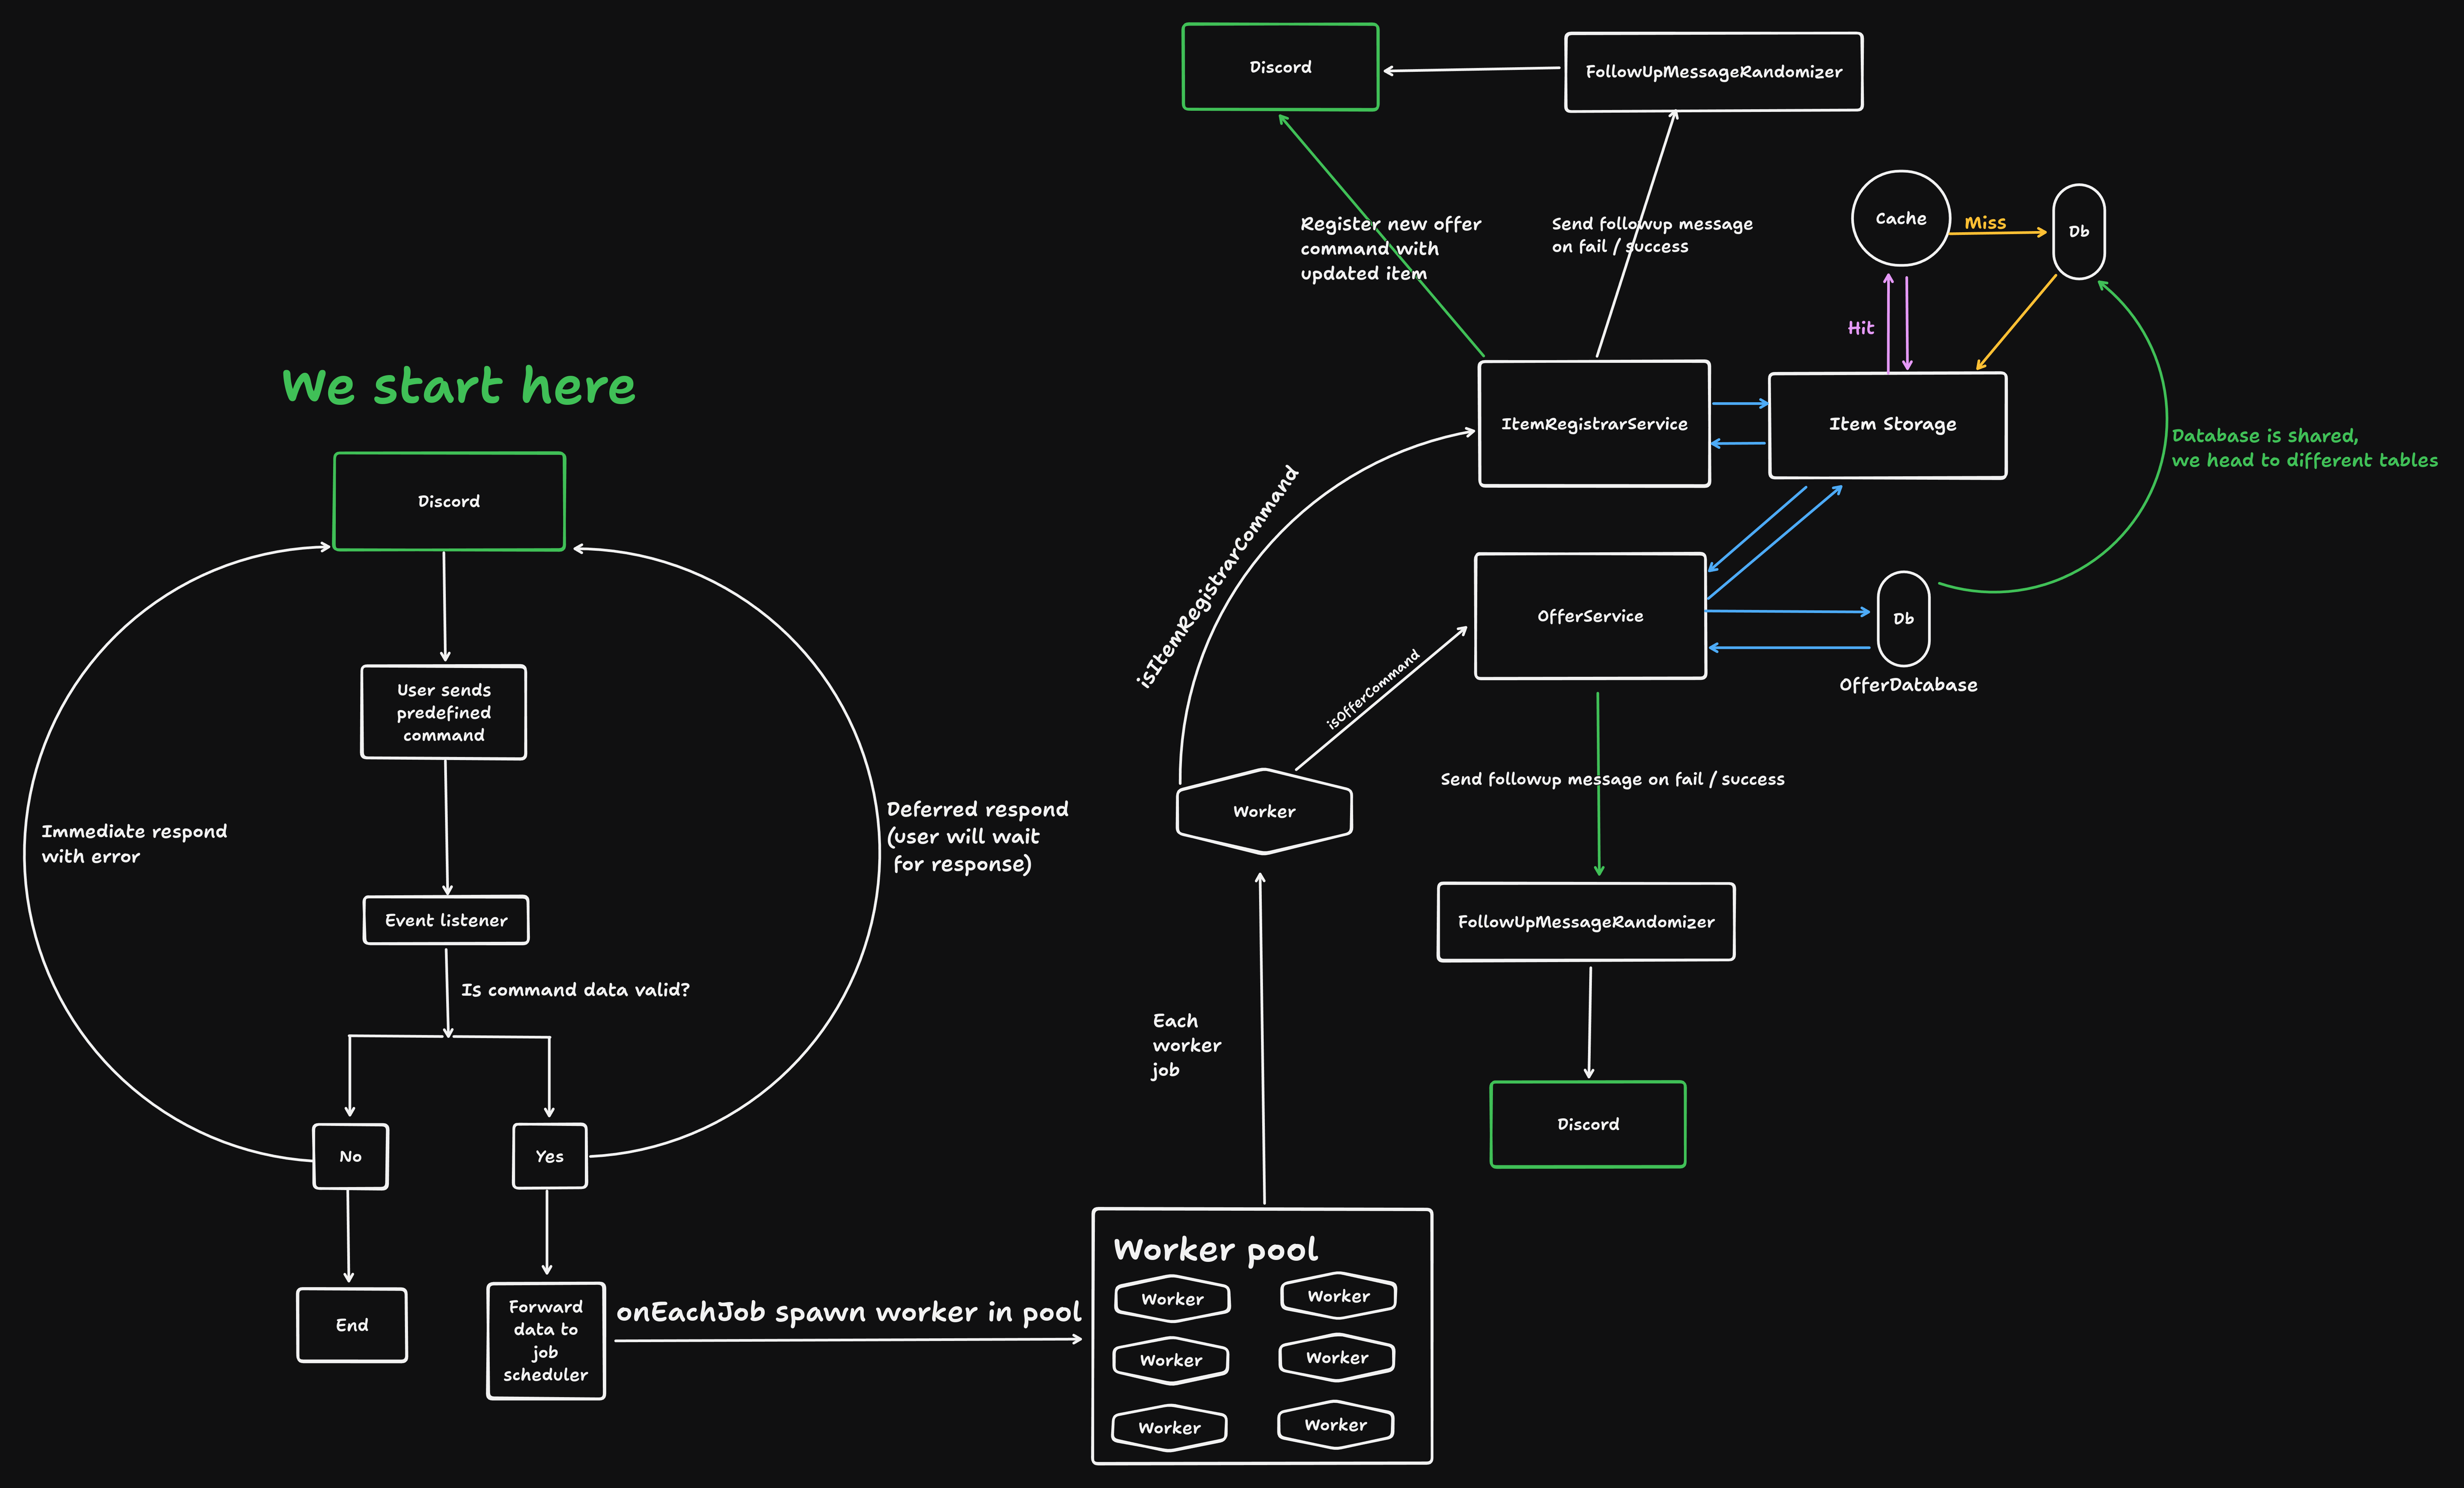 We start here
Discord
User sends
predefined
command
Immediate respond
with error
Deferred respond
(user will wait
for response)
Event listener
Is command data valid?
No
Yes
End
Forward
data to
job
scheduler
onEachJob spawn worker in pool
Worker pool
Worker
Worker
Worker
Worker
Worker
Worker
Each
worker
job
Worker
isItemRegistrarCommand
isOfferCommand
Discord
FollowUpMessageRandomizer
Register new offer
command with
updated item
Send followup message
on fail / success
Cache
Miss
Db
Hit
ItemRegistrarService
Item Storage
Database is shared,
we head to different tables
OfferService
Db
OfferDatabase
Send followup message on fail / success
FollowUpMessageRandomizer
Discord